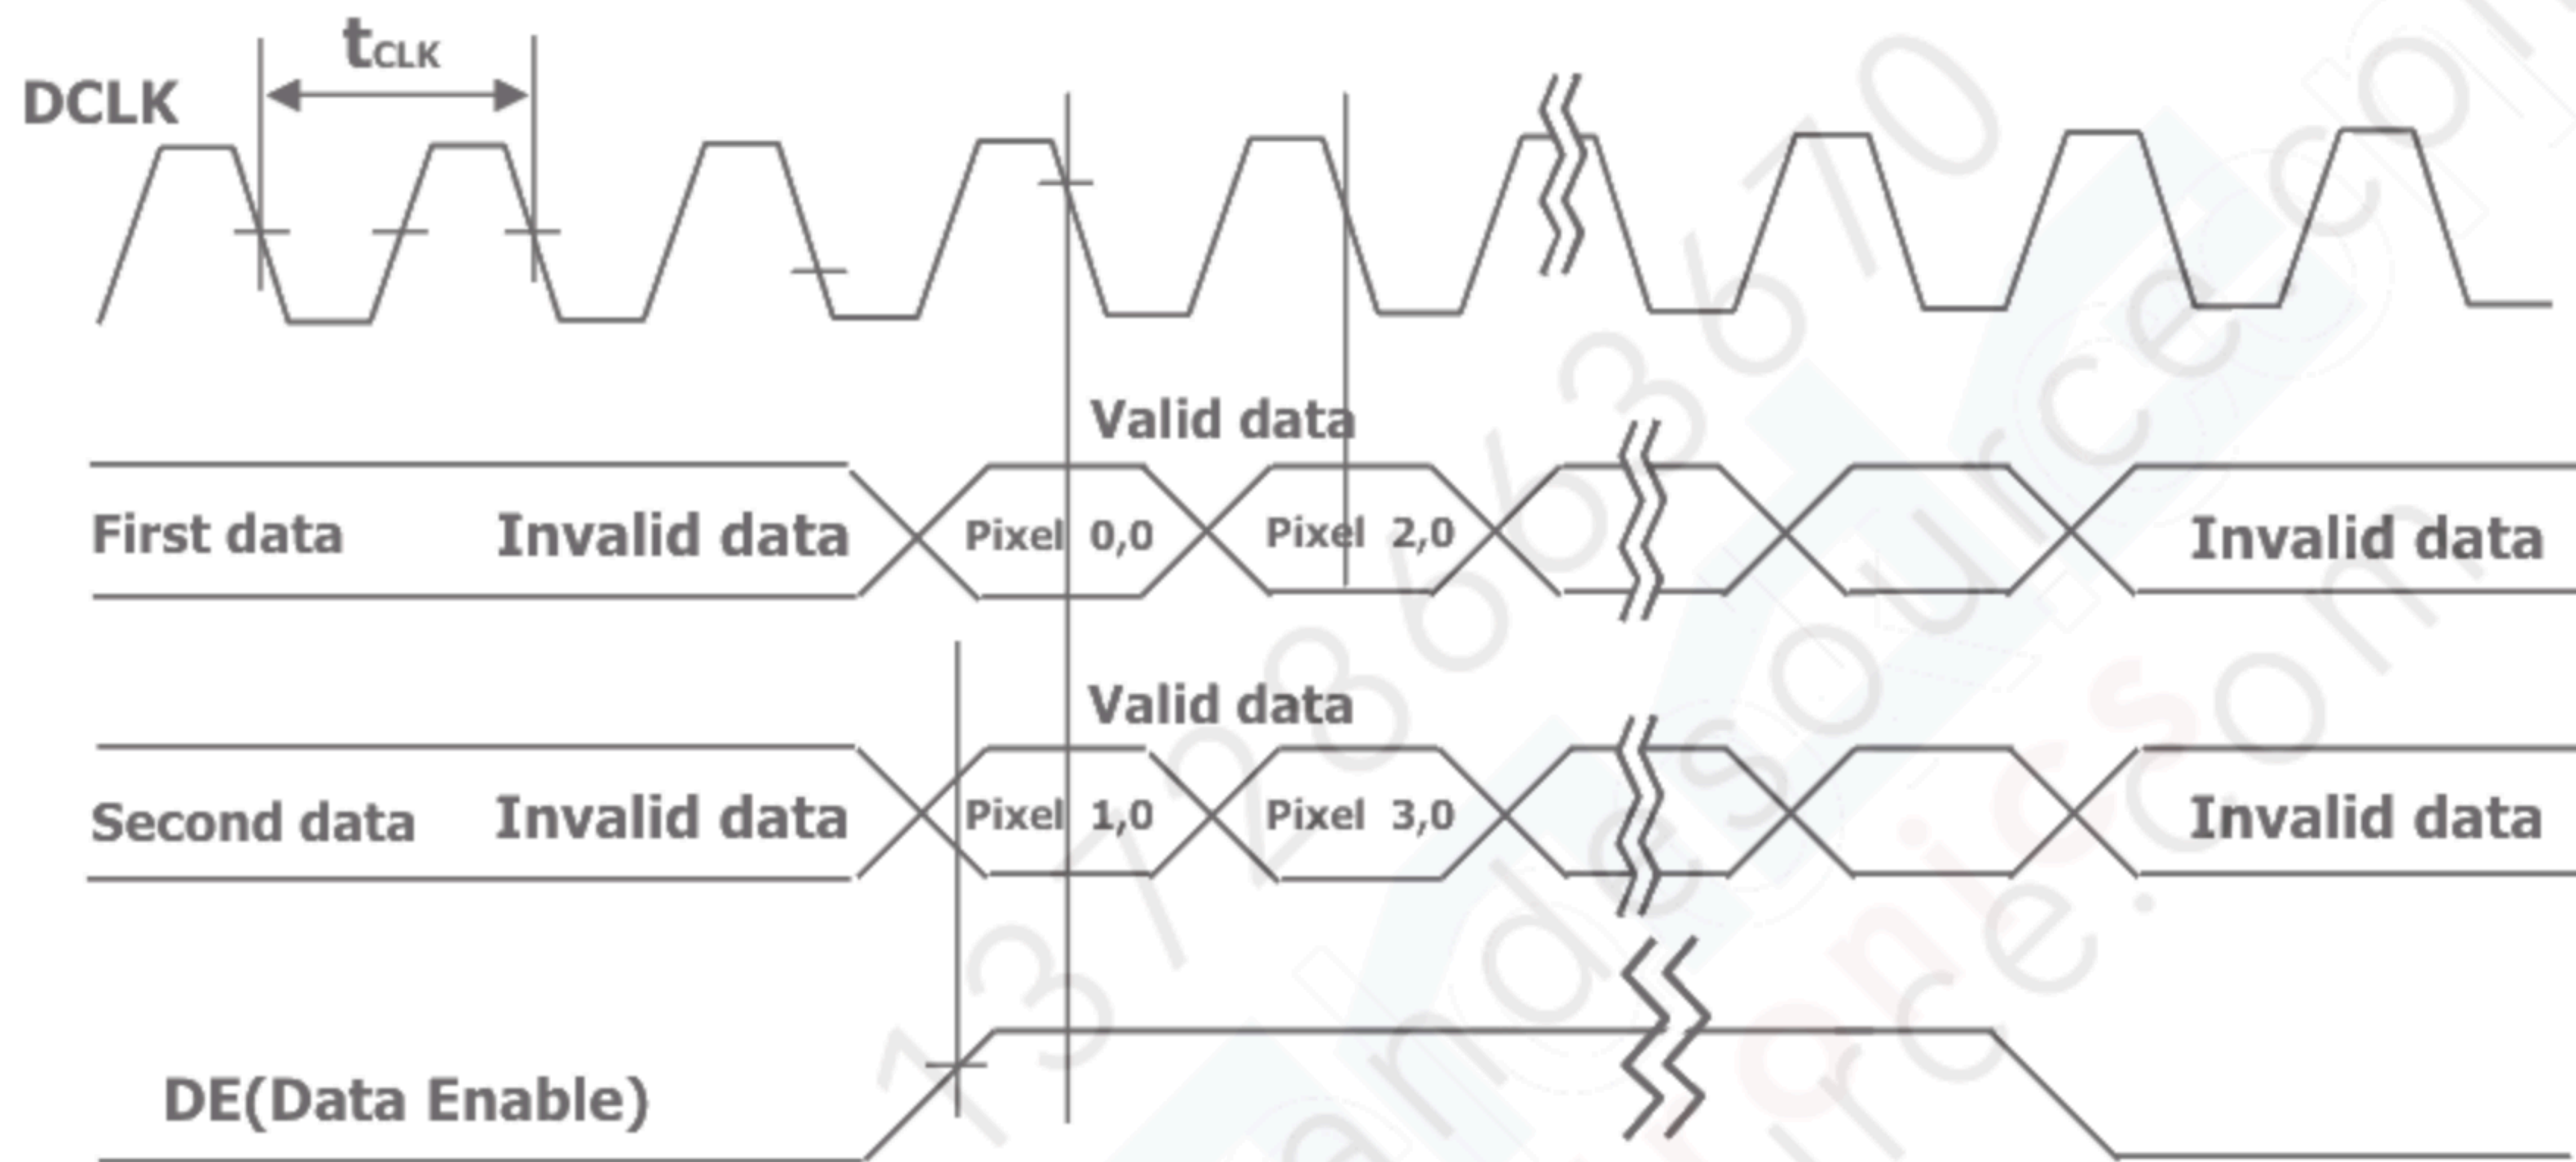 tCLK
DCLK
Valid data
First data Invalid data Pixel 0,0 Pixel 2,0 Invalid data
Valid data
Second data Invalid data Pixel 1,0 Pixel 3,0 Invalid data
DE(Data Enable)
13723863670